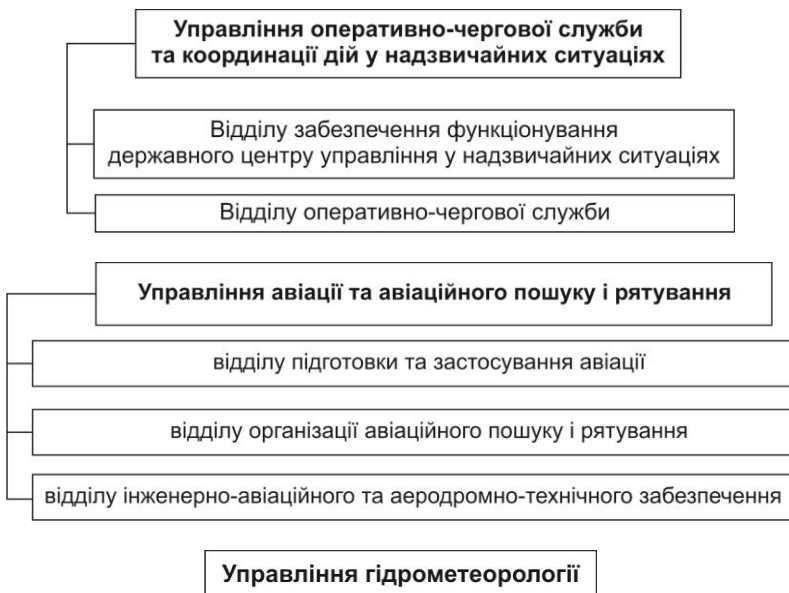 Управління оперативно-чергової служби
та координації дій у надзвичайних ситуаціях
Відділу забезпечення функціонування
державного центру управління у надзвичайних ситуаціях
Відділу оперативно-чергової служби
Управління авіації та авіаційного пошуку і рятування
відділу підготовки та застосування авіації
відділу організації авіаційного пошуку і рятування
відділу інженерно-авіаційного та аеродромно-технічного забезпечення
Управління гідрометеорології